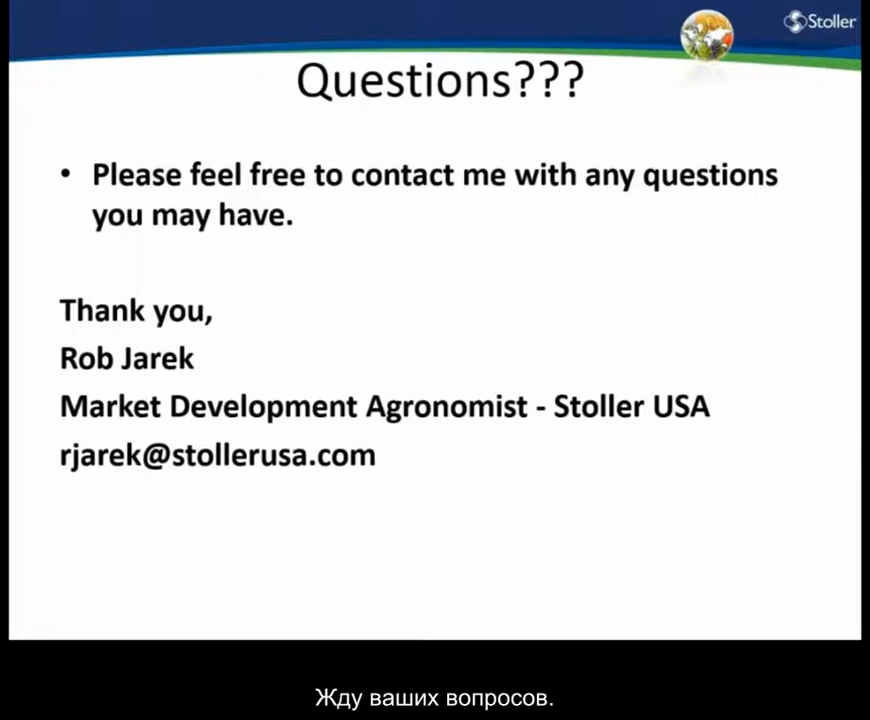 Stoller
Questions???
• Please feel free to contact me with any questions
you may have.
Thank you,
Rob Jarek
Market Development Agronomist - Stoller USA
rjarek@stollerusa.com
Жду ваших вопросов.